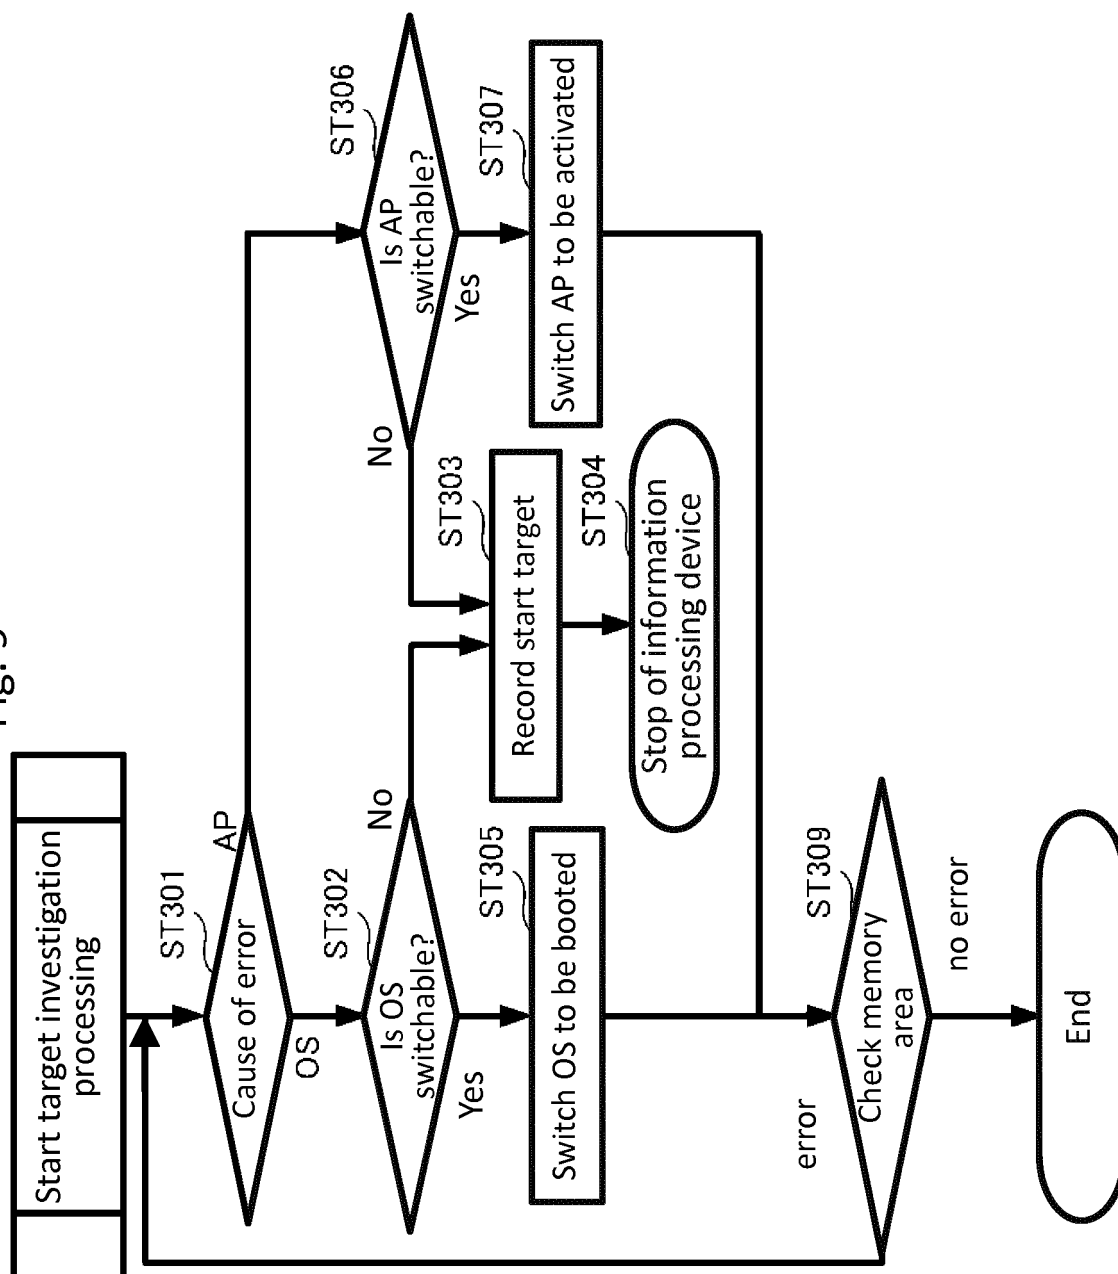 Start target investigation
processing
ST301
Cause of error
AP
OS
ST302
Is OS
switchable?
No
Yes
ST306
Is AP
switchable?
No
Yes
ST303
Record start target
ST304
Stop of information
processing device
ST305
Switch OS to be booted
ST307
Switch AP to be activated
ST309
Check memory
area
error
no error
End